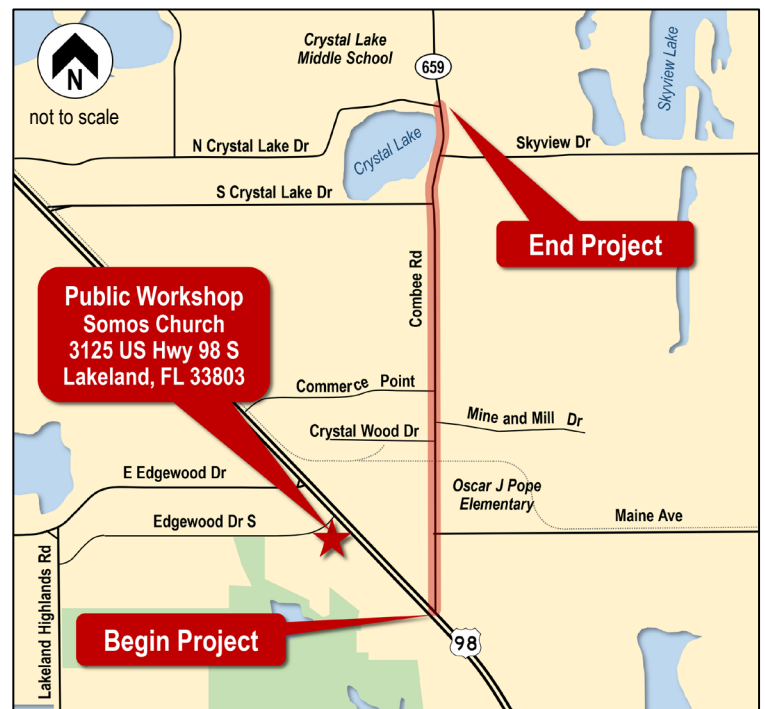 Crystal Lake
Middle School
659
N
not to scale
Skyview Lake
N Crystal Lake Dr
Crystal Lake
Skyview Dr
S Crystal Lake Dr
End Project
Combee Rd
Public Workshop
Somos Church
3125 US Hwy 98 S
Lakeland, FL 33803
Commerce Point
Mine and Mill Dr
Crystal Wood Dr
E Edgewood Dr
Oscar J Pope
Elementary
Edgewood Dr S
Maine Ave
Lakeland Highlands Rd
Begin Project
98